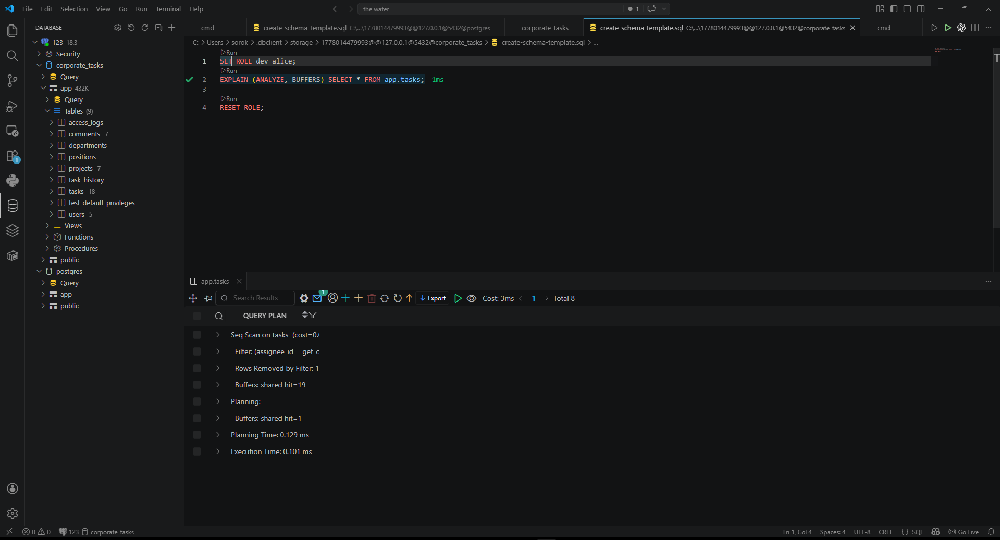 File Edit Selection View Go Run Terminal Help
the water
1
DATABASE
cmd
create-schema-template.sql C:\...\1778014479993@@127.0.0.1@5432@postgres
corporate_tasks
create-schema-template.sql C:\...\1778014479993@@127.0.0.1@5432@corporate_tasks
cmd
C: > Users > sorok > .dbclient > storage > 1778014479993@@127.0.0.1@5432@corporate_tasks > create-schema-template.sql > ...
123 18.3
Security
corporate_tasks
Query
app 432K
Query
Tables (9)
access_logs
comments 7
departments
positions
projects 7
task_history
tasks 18
test_default_privileges
users 5
Views
Functions
Procedures
public
postgres
Query
app
public
1
Run
1 SET ROLE dev_alice;
Run
2 EXPLAIN (ANALYZE, BUFFERS) SELECT * FROM app.tasks; 1ms
3
Run
4 RESET ROLE;
app.tasks
Search Results
1
Export
Cost: 3ms < 1 > Total 8
QUERY PLAN
Seq Scan on tasks (cost=0.
Filter: (assignee_id = get_c
Rows Removed by Filter: 1
Buffers: shared hit=19
Planning:
Buffers: shared hit=1
Planning Time: 0.129 ms
Execution Time: 0.101 ms
0 0 123 corporate_tasks
Ln 1, Col 4 Spaces: 4 UTF-8 CRLF { } SQL Go Live